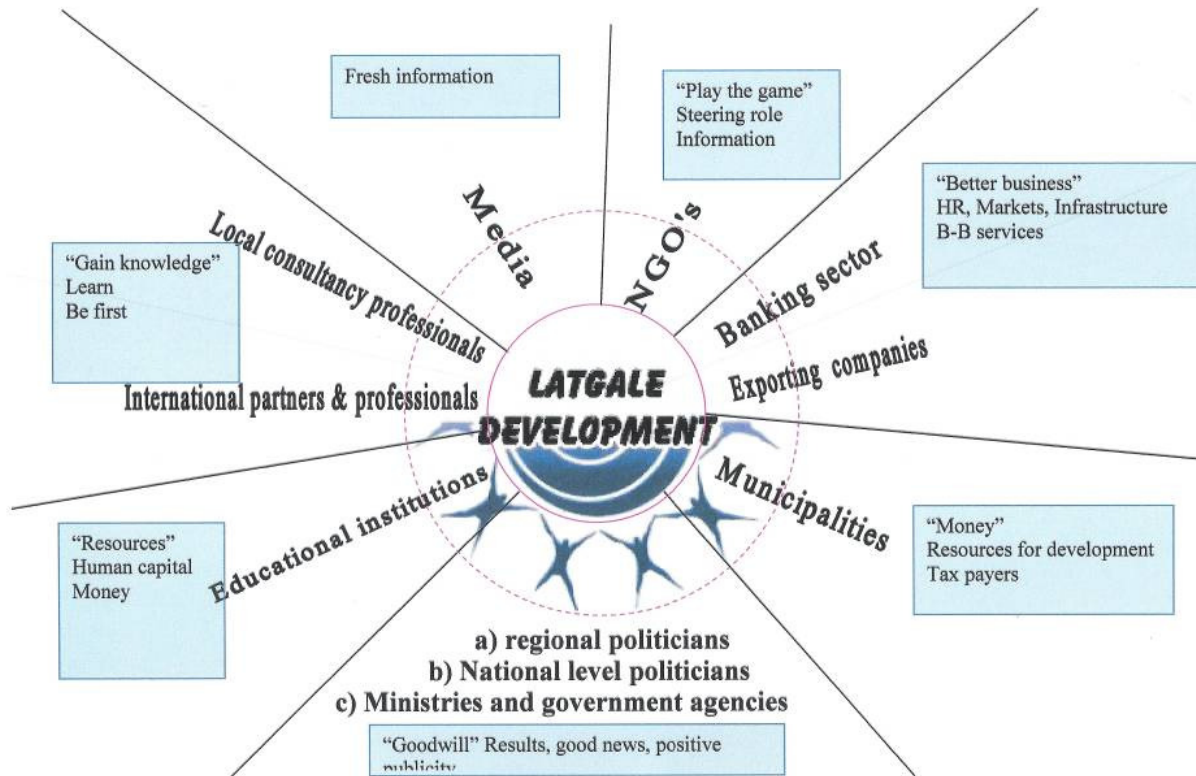 Fresh information
"Play the game"
Steering role
Information
"Better business"
HR, Markets, Infrastructure
B-B services
"Gain knowledge"
Learn
Be first
Media
NGO's
Local consultancy professionals
Banking sector
International partners & professionals
Exporting companies
LATGALE
DEVELOPMENT
Educational institutions
Municipalities
"Resources"
Human capital
Money
"Money"
Resources for development
Tax payers
a) regional politicians
b) National level politicians
c) Ministries and government agencies
"Goodwill" Results, good news, positive
publicity